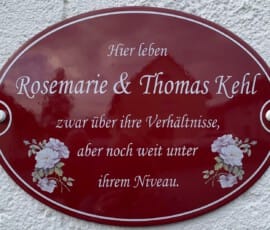 Hier leben
Rosemarie & Thomas Kehl
zwar über ihre Verhältnisse,
aber noch weit unter
ihrem Niveau.